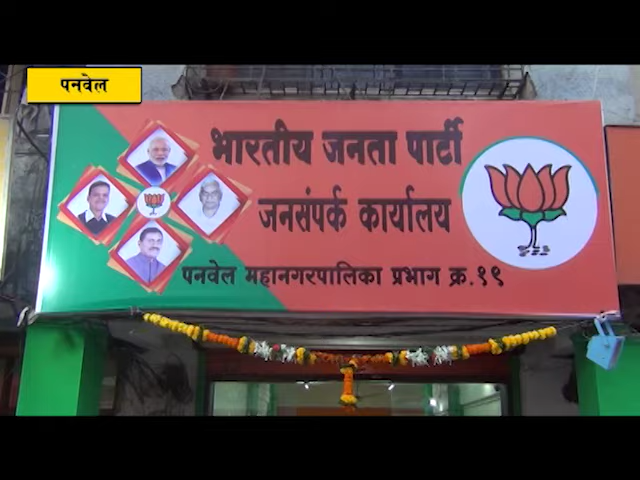 पनवेल
भारतीय जनता पार्टी
जनसंपर्क कार्यालय
पनवेल महानगरपालिका प्रभाग क्र.१९